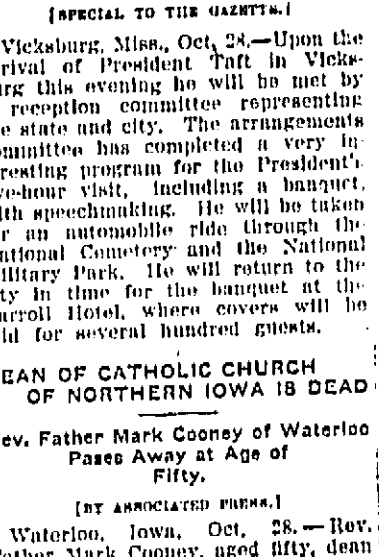 [SPECIAL TO THE GAZETTE.]
Vicksburg, Miss., Oct, 28.—Upon the
rival of President Taft in Vicks-
urg this evening he will be met by
reception committee representing
e state and city. The arrangements
ommittee has completed a very in-
resting program for the President's
ve-hour visit, including a banquet,
ith speechmaking. He will be taken
r an automobile ride through the
ational Cemetery and the National
ilitary Park. He will return to the
ty in time for the banquet at the
arroll Hotel, where covers will be
id for several hundred guests.
EAN OF CATHOLIC CHURCH
OF NORTHERN IOWA IS DEAD
ev. Father Mark Cooney of Waterloo
Pases Away at Age of
Fifty.
[BY ASSOCIATED PRESS.]
Waterloo, Iowa, Oct, 28.—Rev.
ather Mark Cooney, aged fifty, dean